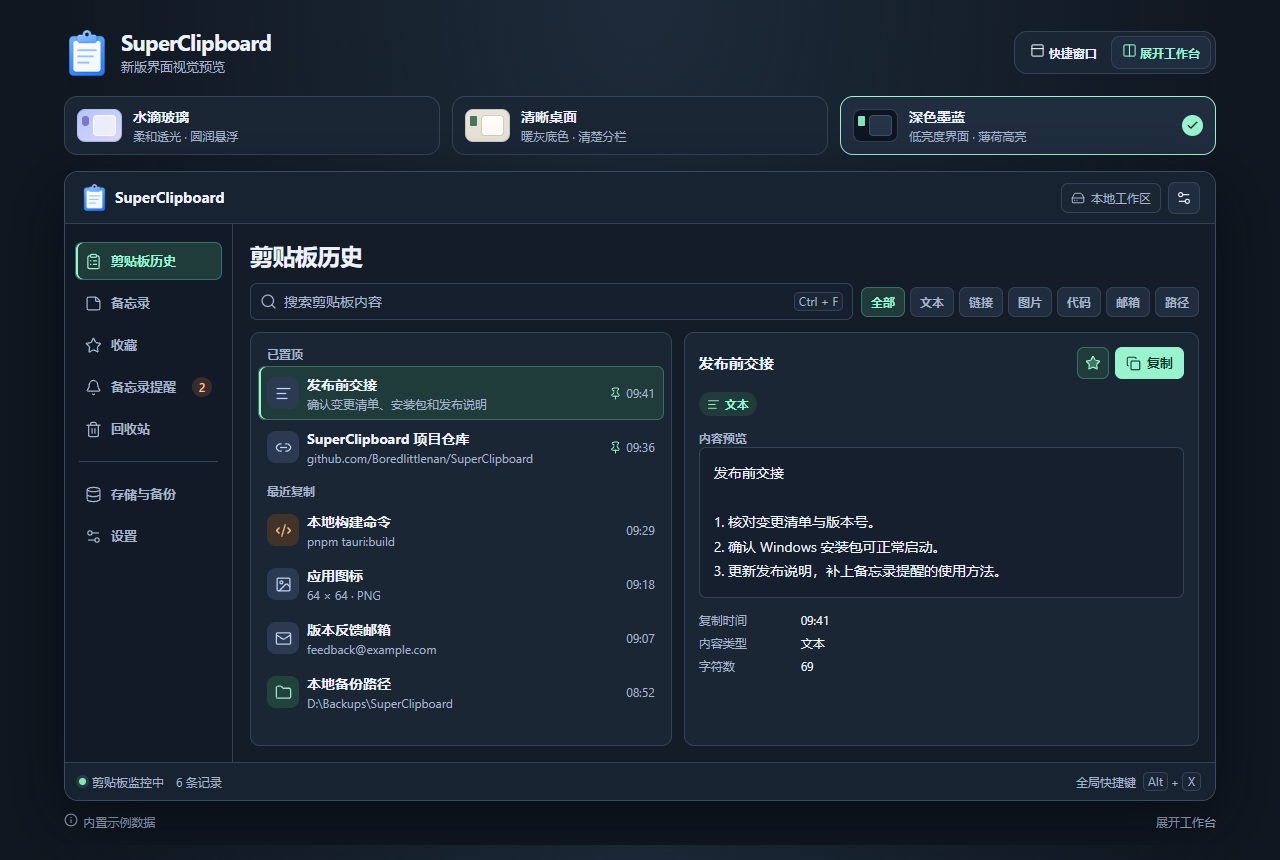 SuperClipboard
新版界面视觉预览
快捷窗口
展开工作台
水滴玻璃
柔和透光 · 圆润悬浮
清晰桌面
暖灰底色 · 清楚分栏
深色墨蓝
低亮度界面 · 薄荷高亮
SuperClipboard
本地工作区
剪贴板历史
备忘录
收藏
备忘录提醒 2
回收站
存储与备份
设置
剪贴板历史
搜索剪贴板内容 Ctrl + F
全部 文本 链接 图片 代码 邮箱 路径
已置顶
发布前交接
确认变更清单、安装包和发布说明
09:41
SuperClipboard 项目仓库
github.com/Boredlittlenan/SuperClipboard
09:36
最近复制
本地构建命令
pnpm tauri:build
09:29
应用图标
64 × 64 · PNG
09:18
版本反馈邮箱
feedback@example.com
09:07
本地备份路径
D:\Backups\SuperClipboard
08:52
发布前交接
复制
文本
内容预览
发布前交接
1. 核对变更清单与版本号。
2. 确认 Windows 安装包可正常启动。
3. 更新发布说明，补上备忘录提醒的使用方法。
复制时间 09:41
内容类型 文本
字符数 69
剪贴板监控中 6 条记录
全局快捷键 Alt + X
内置示例数据
展开工作台